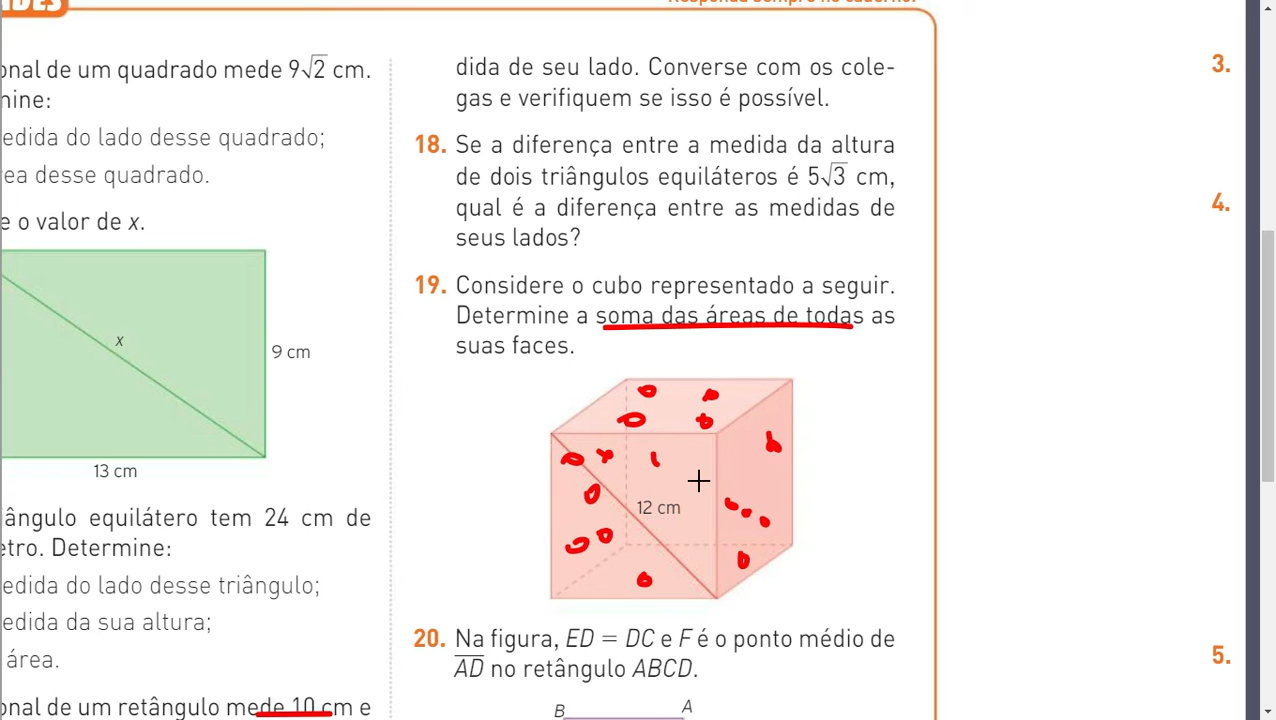 onal de um quadrado mede 9√2 cm.
mine:
edida do lado desse quadrado;
ea desse quadrado.
e o valor de x.
x
9 cm
13 cm
iângulo equilátero tem 24 cm de
etro. Determine:
edida do lado desse triângulo;
edida da sua altura;
área.
onal de um retângulo mede 10 cm e
dida de seu lado. Converse com os cole-
gas e verifiquem se isso é possível.
18. Se a diferença entre a medida da altura
de dois triângulos equiláteros é 5√3 cm,
qual é a diferença entre as medidas de
seus lados?
19. Considere o cubo representado a seguir.
Determine a soma das áreas de todas as
suas faces.
12 cm
20. Na figura, ED = DC e F é o ponto médio de
AD no retângulo ABCD.
B
A
3.
4.
5.